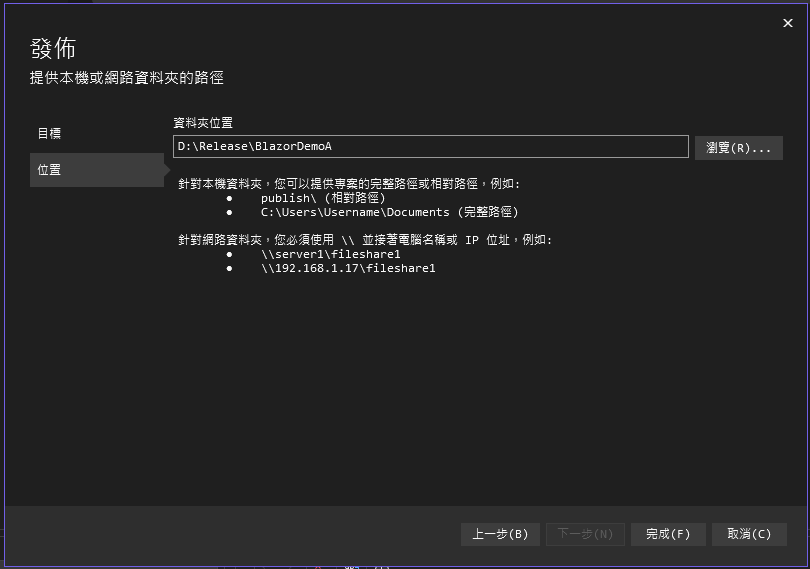 發佈
提供本機或網路資料夾的路徑
目標
位置
資料夾位置
D:\Release\BlazorDemoA
瀏覽(R)...
針對本機資料夾，您可以提供專案的完整路徑或相對路徑，例如:
● publish\ (相對路徑)
● C:\Users\Username\Documents (完整路徑)
針對網路資料夾，您必須使用 \\ 並接著電腦名稱或 IP 位址，例如:
● \\server1\fileshare1
● \\192.168.1.17\fileshare1
上一步(B)
下一步(N)
完成(F)
取消(C)